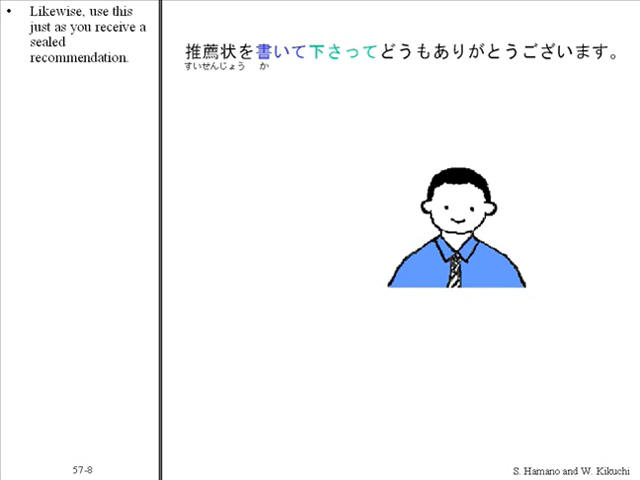 • Likewise, use this
just as you receive a
sealed
recommendation.
推薦状を書いて下さってどうもありがとうございます。
すいせんじょう か
57-8
S. Hamano and W. Kikuchi